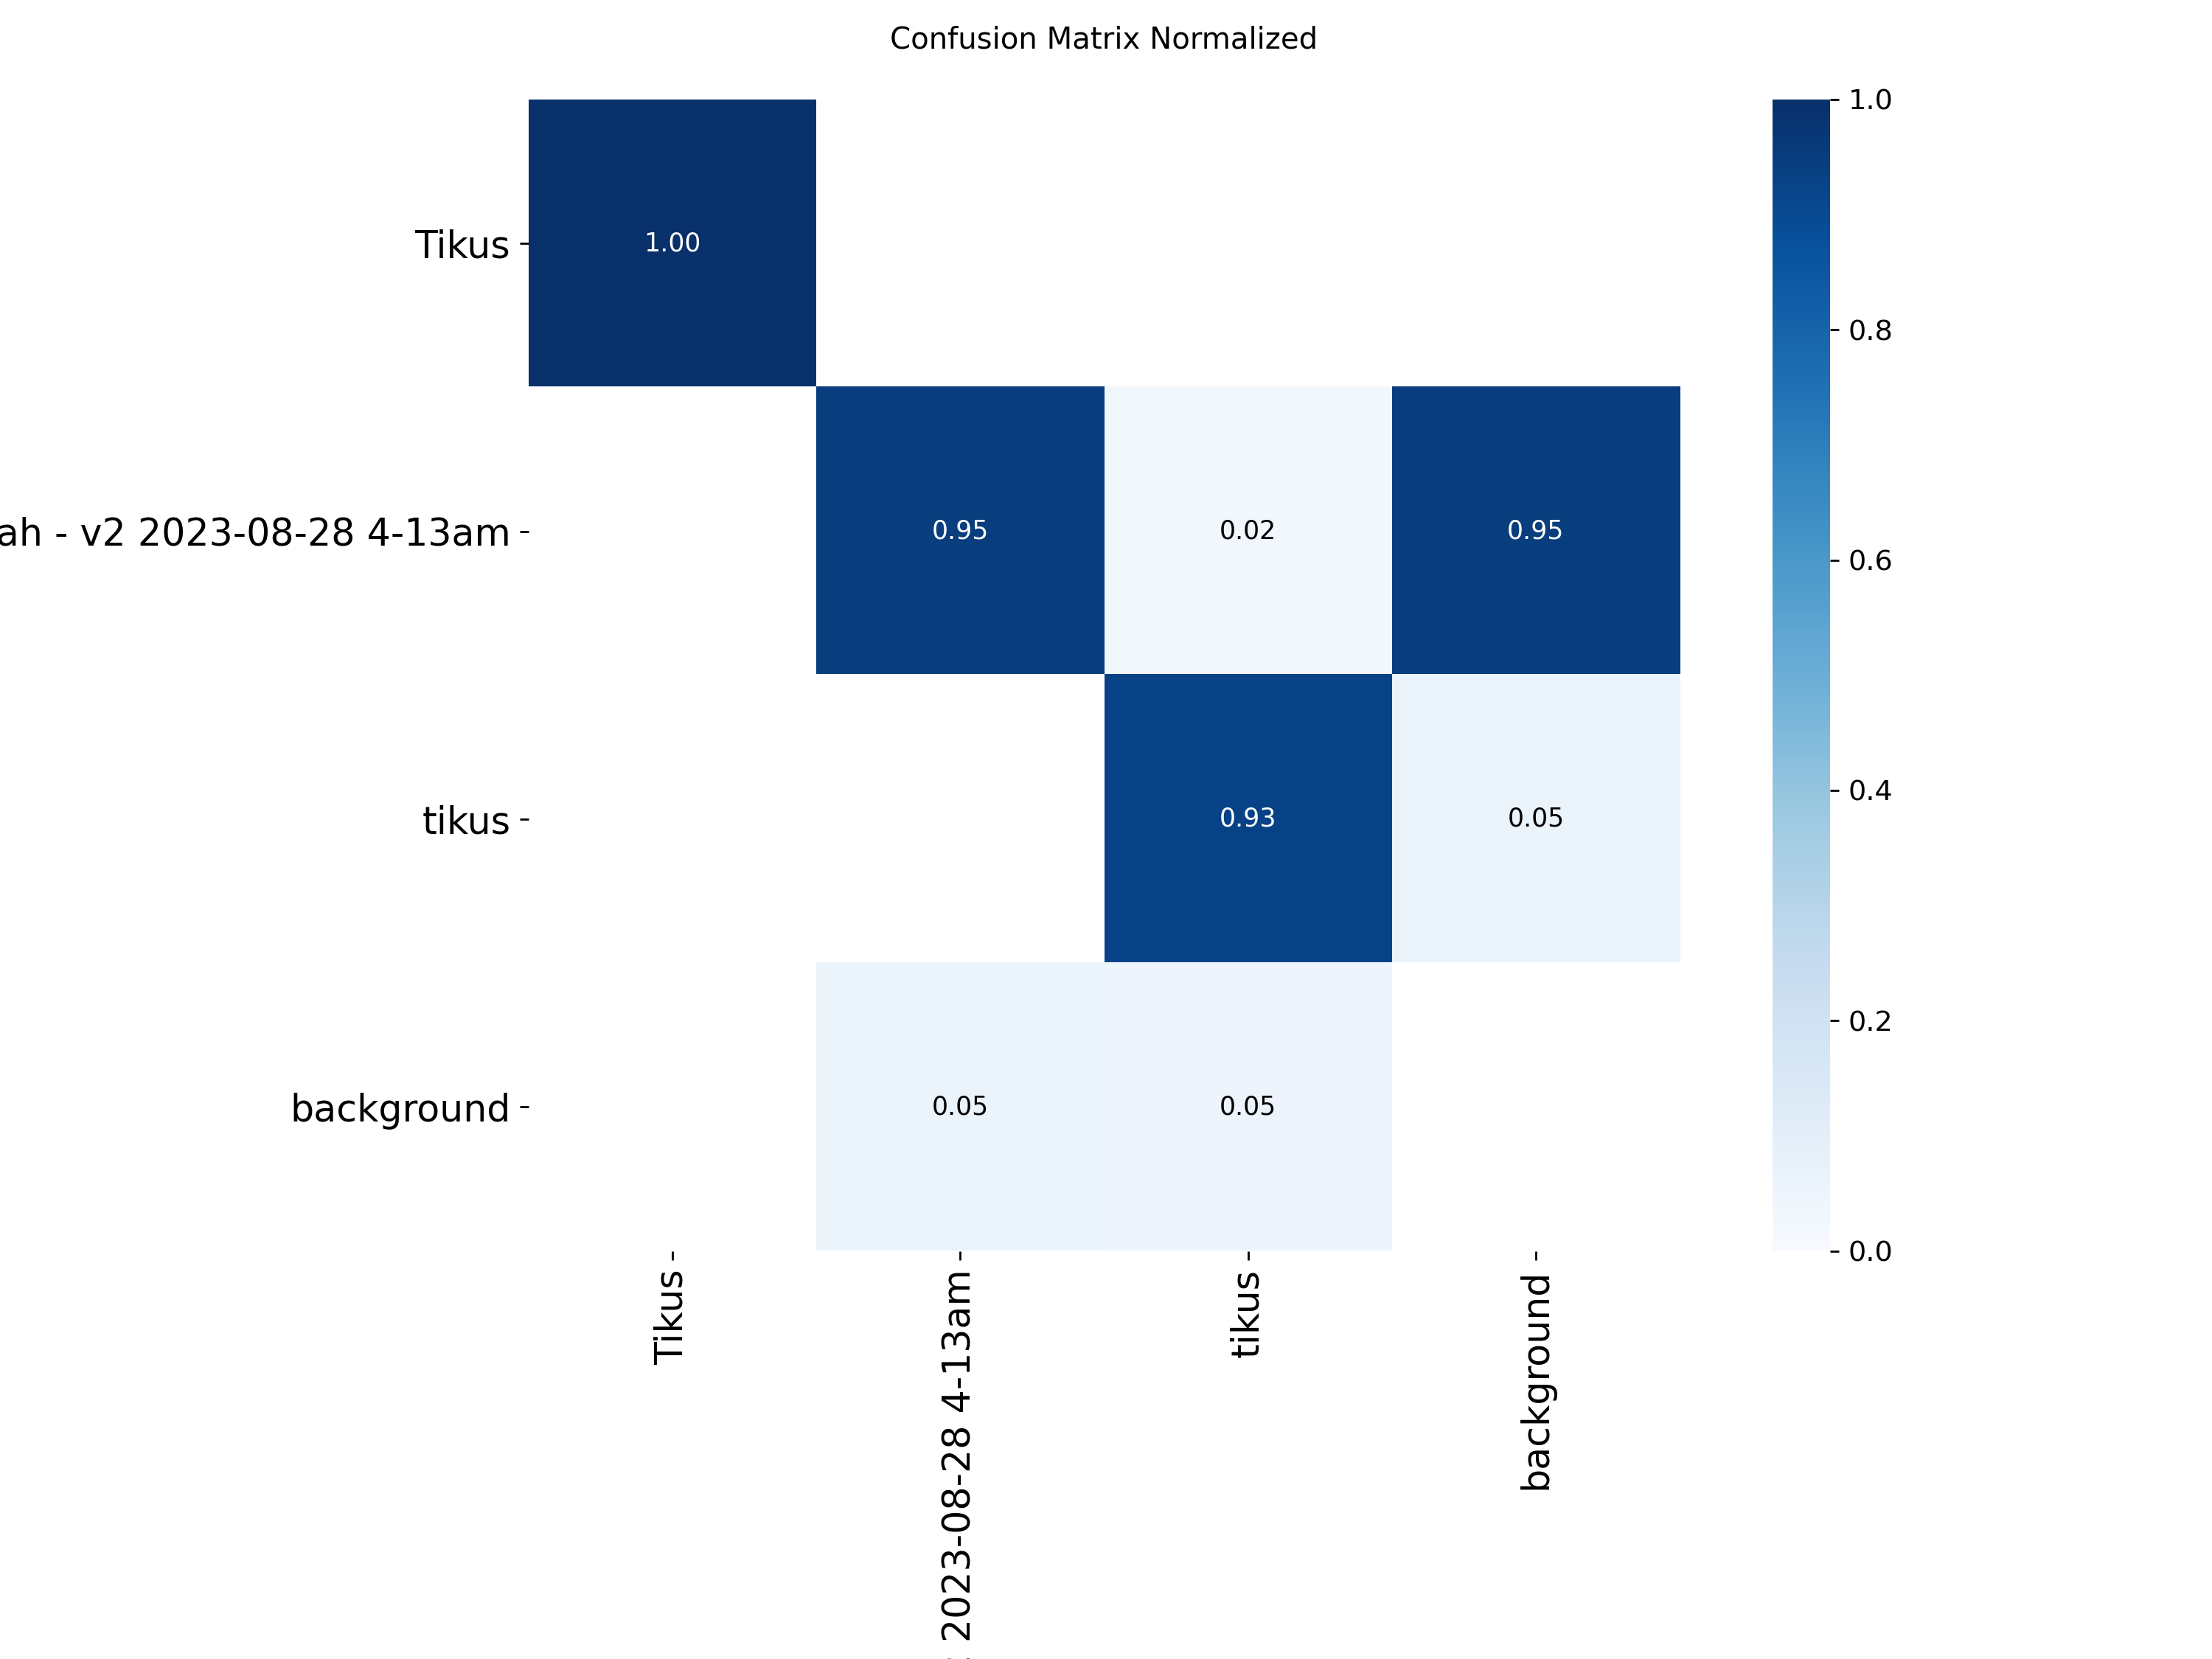 Confusion Matrix Normalized
1.0
Tikus
1.00
0.8
ah - v2 2023-08-28 4-13am
0.95
0.02
0.95
0.6
tikus
0.93
0.05
0.4
0.2
background
0.05
0.05
0.0
Tikus
2023-08-28 4-13am
tikus
background